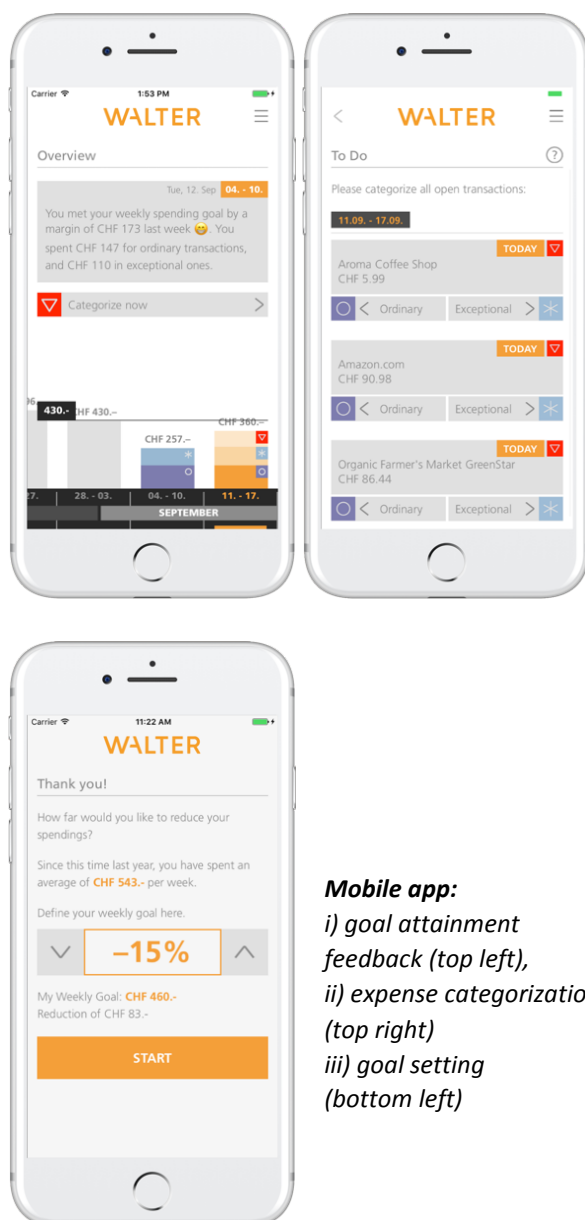 Carrier 1:53 PM
WALTER
Overview
Tue, 12. Sep 04. - 10.
You met your weekly spending goal by a
margin of CHF 173 last week 😁. You
spent CHF 147 for ordinary transactions,
and CHF 110 in exceptional ones.
Categorize now
430.- CHF 430.–
CHF 257.–
CHF 360.–
27. 28. - 03. 04. - 10. 11. - 17.
SEPTEMBER
WALTER
To Do ?
Please categorize all open transactions:
11.09. - 17.09.
TODAY
Aroma Coffee Shop
CHF 5.99
< Ordinary Exceptional >
TODAY
Amazon.com
CHF 90.98
< Ordinary Exceptional >
TODAY
Organic Farmer's Market GreenStar
CHF 86.44
< Ordinary Exceptional >
Carrier 11:22 AM
WALTER
Thank you!
How far would you like to reduce your
spendings?
Since this time last year, you have spent an
average of CHF 543.- per week.
Define your weekly goal here.
–15%
My Weekly Goal: CHF 460.-
Reduction of CHF 83.-
START
Mobile app:
i) goal attainment
feedback (top left),
ii) expense categorizatio
(top right)
iii) goal setting
(bottom left)